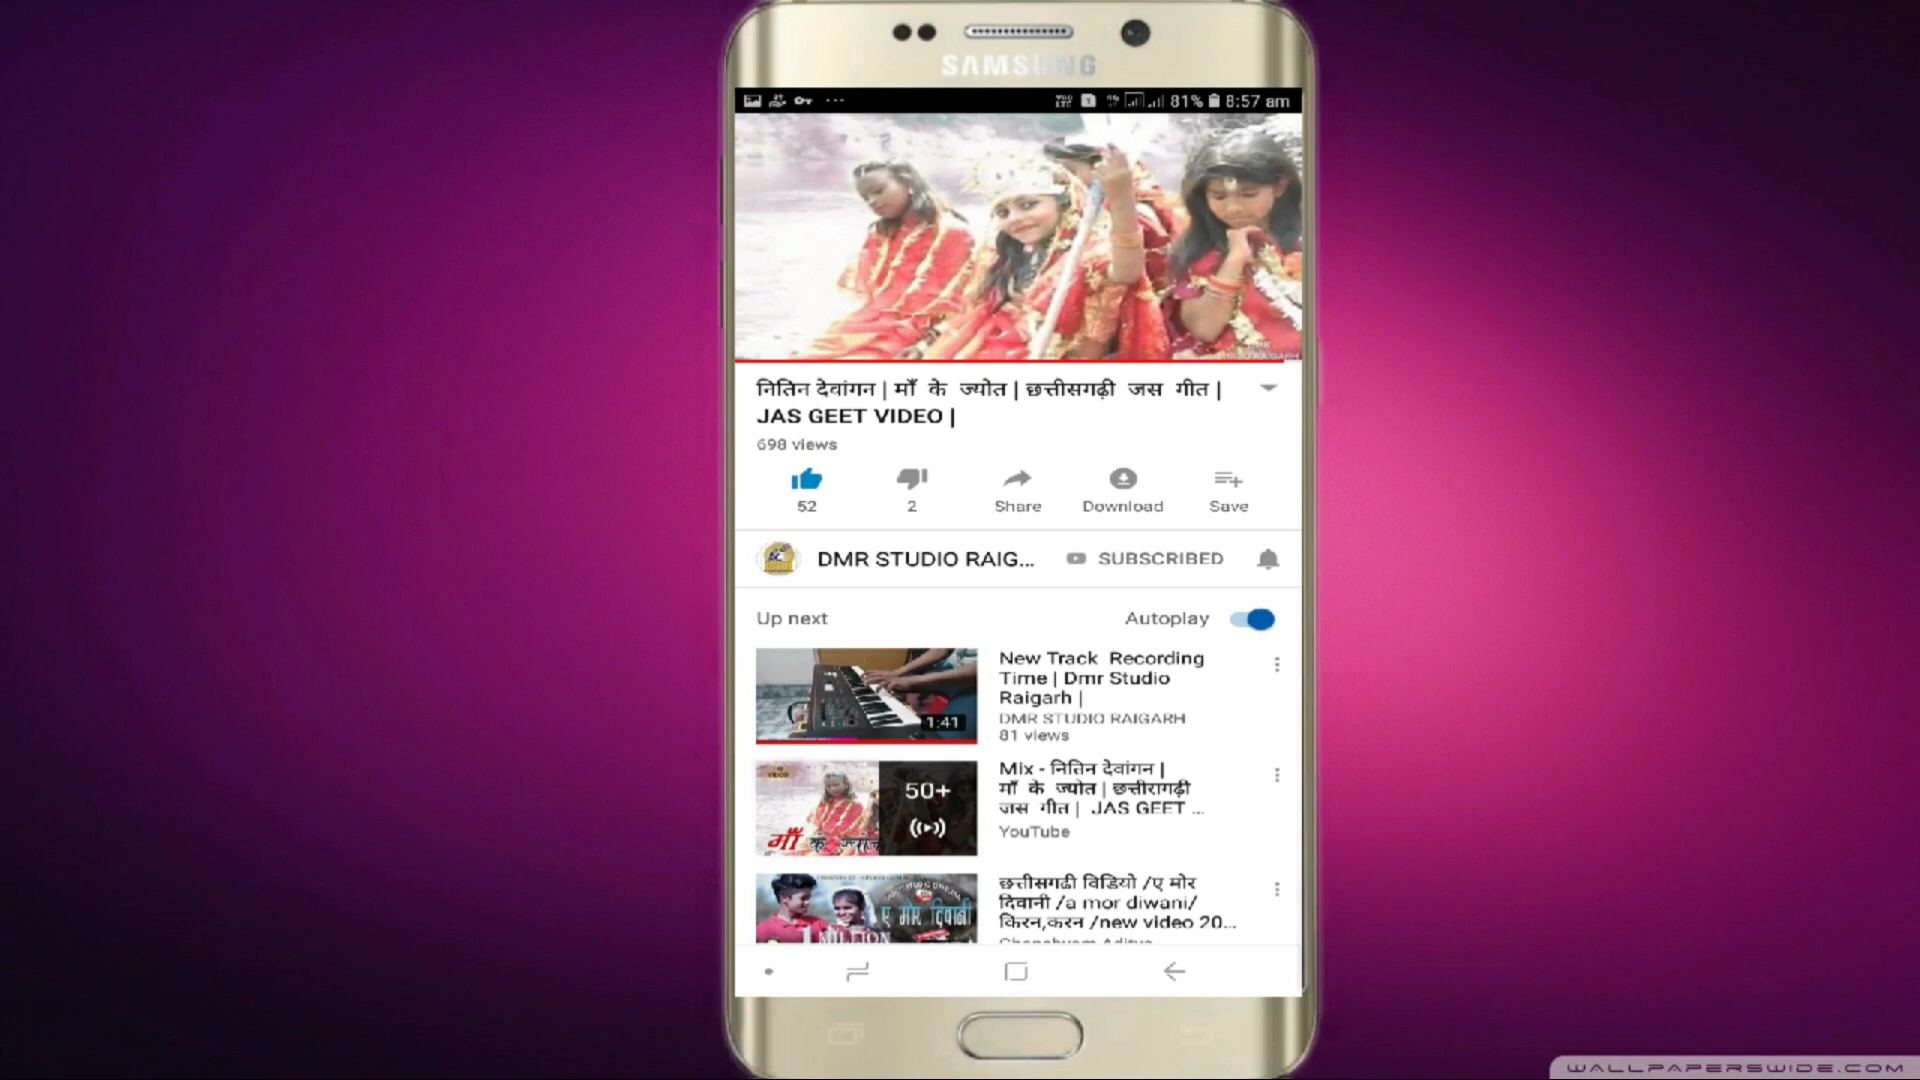 SAMSUNG
81% 8:57 am
नितिन देवांगन | माँ के ज्योत | छत्तीसगढ़ी जस गीत |
JAS GEET VIDEO |
698 views
52 2 Share Download Save
DMR STUDIO RAIG... SUBSCRIBED
Up next Autoplay
New Track Recording
Time | Dmr Studio
Raigarh |
1:41
DMR STUDIO RAIGARH
81 views
Mix - नितिन देवांगन |
माँ के ज्योत | छत्तीसगढ़ी
जस गीत | JAS GEET ...
YouTube
VIDEO
50+
माँ के ज्योत
छत्तीसगढी विडियो /ए मोर
दिवानी /a mor diwani/
किरन,करन /new video 20...
ए मोर दिवानी
1 MILLION
WALLPAPERSWIDE.COM